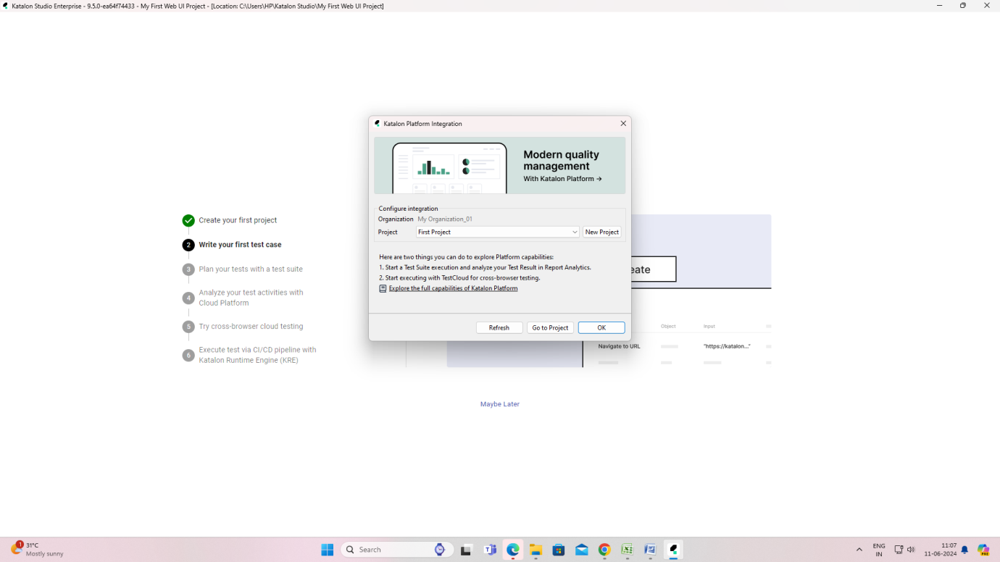 Katalon Studio Enterprise - 9.5.0-ea64f74433 - My First Web UI Project - [Location: C:\Users\HP\Katalon Studio\My First Web UI Project]
Katalon Platform Integration
Modern quality
management
With Katalon Platform →
Configure integration
Organization My Organization_01
Project First Project New Project
Here are two things you can do to explore Platform capabilities:
1. Start a Test Suite execution and analyze your Test Result in Report Analytics.
2. Start executing with TestCloud for cross-browser testing.
Explore the full capabilities of Katalon Platform
Refresh Go to Project OK
Create your first project
2 Write your first test case
3 Plan your tests with a test suite
4 Analyze your test activities with
Cloud Platform
5 Try cross-browser cloud testing
6 Execute test via CI/CD pipeline with
Katalon Runtime Engine (KRE)
eate
Object Input
Navigate to URL "https://katalon..."
Maybe Later
1 31°C
Mostly sunny
Search
ENG
IN
11:07
11-06-2024
PRE